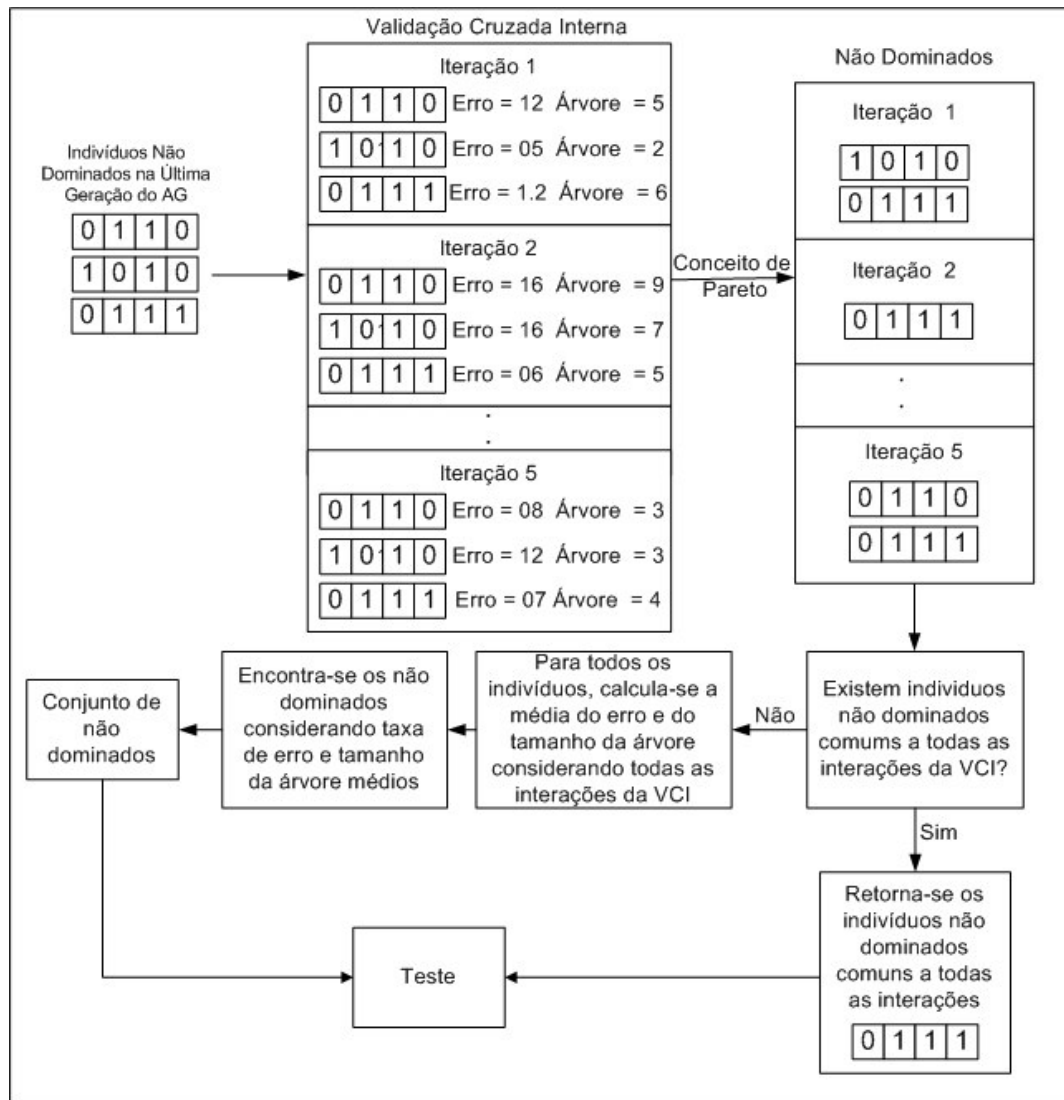 Validação Cruzada Interna
Indivíduos Não
Dominados na Última
Geração do AG
0 1 1 0
1 0 1 0
0 1 1 1
Iteração 1
0 1 1 0 Erro = 12 Árvore = 5
1 0 1 0 Erro = 05 Árvore = 2
0 1 1 1 Erro = 1.2 Árvore = 6
Iteração 2
0 1 1 0 Erro = 16 Árvore = 9
1 0 1 0 Erro = 16 Árvore = 7
0 1 1 1 Erro = 06 Árvore = 5
.
.
Iteração 5
0 1 1 0 Erro = 08 Árvore = 3
1 0 1 0 Erro = 12 Árvore = 3
0 1 1 1 Erro = 07 Árvore = 4
Conceito de
Pareto
Não Dominados
Iteração 1
1 0 1 0
0 1 1 1
Iteração 2
0 1 1 1
.
.
Iteração 5
0 1 1 0
0 1 1 1
Existem individuos
não dominados
comums a todas as
interações da VCI?
Não
Para todos os
indivíduos, calcula-se a
média do erro e do
tamanho da árvore
considerando todas as
interações da VCI
Encontra-se os não
dominados
considerando taxa
de erro e tamanho
da árvore médios
Conjunto de
não
dominados
Sim
Retorna-se os
indivíduos não
dominados
comuns a todas
as interações
0 1 1 1
Teste